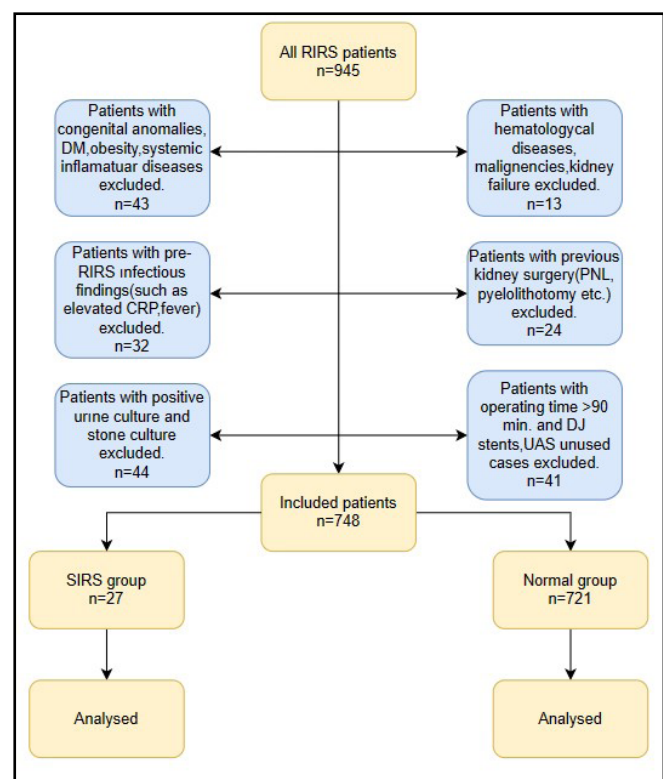 All RIRS patients
n=945
Patients with
congenital anomalies,
DM,obesity,systemic
inflamatuar diseases
excluded.
n=43
Patients with
hematologycal
diseases,
malignencies,kidney
failure excluded.
n=13
Patients with pre-
RIRS ınfectious
findings(such as
elevated CRP,fever)
excluded.
n=32
Patients with previous
kidney surgery(PNL,
pyelolithotomy etc.)
excluded.
n=24
Patients with positive
urıne culture and
stone culture
excluded.
n=44
Patients with
operating time >90
min. and DJ
stents,UAS unused
cases excluded.
n=41
Included patients
n=748
SIRS group
n=27
Normal group
n=721
Analysed
Analysed